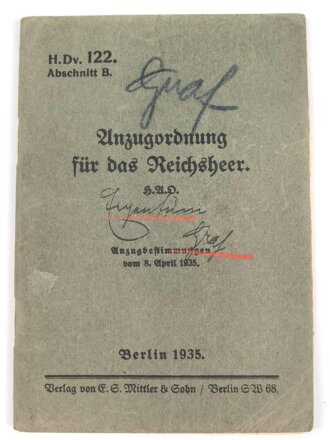 H.Dv. 122.
Abschnitt B.
Graf
Anzugordnung
für das Reichsheer.
H.A.O.
Eigentum
Graf
Anzugbestimmungen
vom 8. April 1935.
Berlin 1935.
Verlag von E. S. Mittler & Sohn / Berlin SW 68.